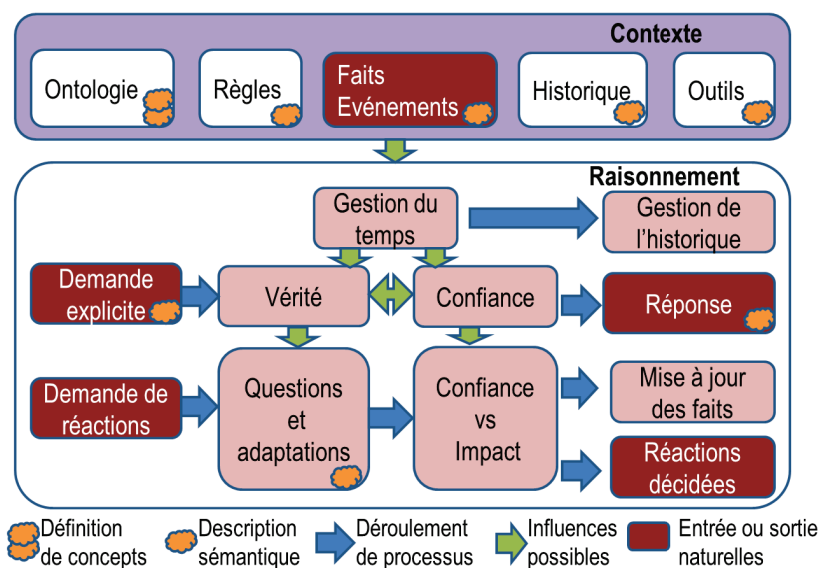 Contexte
Ontologie
Règles
Faits
Evénements
Historique
Outils
Raisonnement
Gestion du
temps
Gestion de
l'historique
Demande
explicite
Vérité
Confiance
Réponse
Demande de
réactions
Questions
et
adaptations
Confiance
vs
Impact
Mise à jour
des faits
Réactions
décidées
Définition
de concepts
Description
sémantique
Déroulement
de processus
Influences
possibles
Entrée ou sortie
naturelles